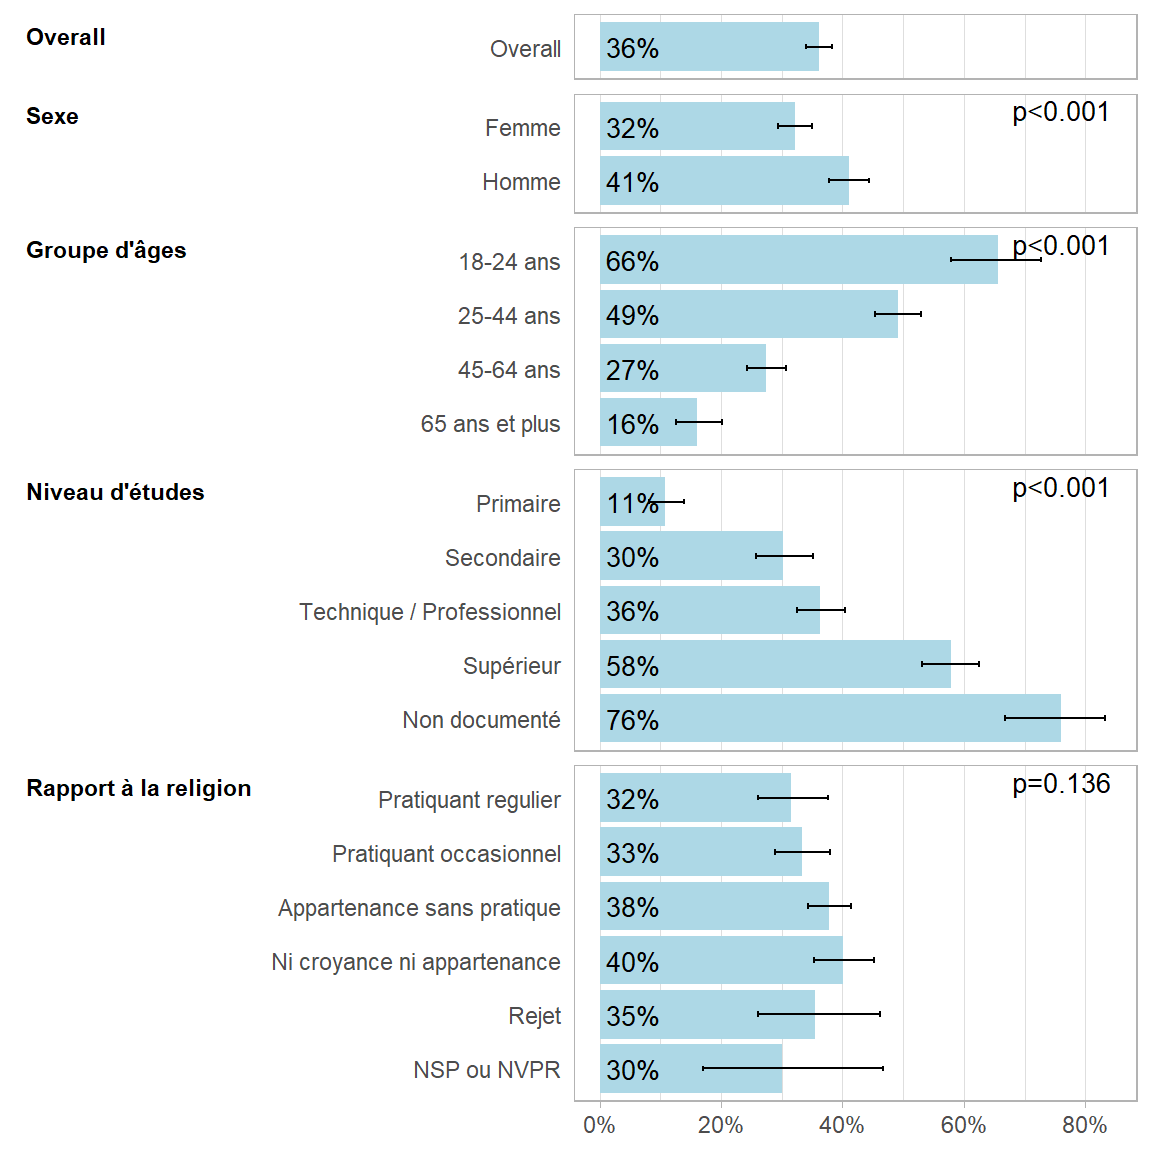 Overall
Overall 36%
Sexe
p<0.001
Femme 32%
Homme 41%
Groupe d'âges
p<0.001
18-24 ans 66%
25-44 ans 49%
45-64 ans 27%
65 ans et plus 16%
Niveau d'études
p<0.001
Primaire 11%
Secondaire 30%
Technique / Professionnel 36%
Supérieur 58%
Non documenté 76%
Rapport à la religion
p=0.136
Pratiquant regulier 32%
Pratiquant occasionnel 33%
Appartenance sans pratique 38%
Ni croyance ni appartenance 40%
Rejet 35%
NSP ou NVPR 30%
0% 20% 40% 60% 80%